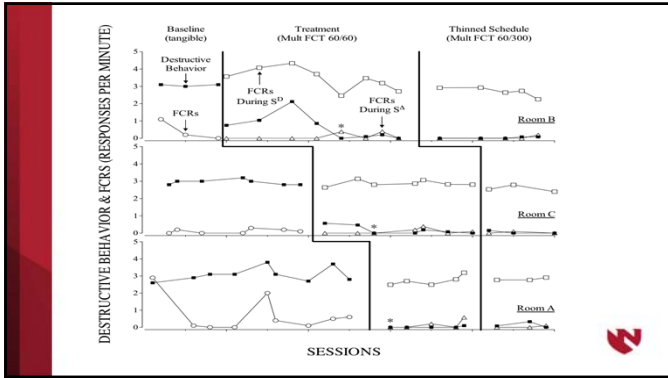 Baseline
(tangible)
Treatment
(Mult FCT 60/60)
Thinned Schedule
(Mult FCT 60/300)
DESTRUCTIVE BEHAVIOR & FCRS (RESPONSES PER MINUTE)
5
4
3
2
1
0
Destructive
Behavior
FCRs
FCRs
During Sᴰ
FCRs
During Sᐞ
*
Room B
5
4
3
2
1
0
*
Room C
5
4
3
2
1
0
*
Room A
SESSIONS
N